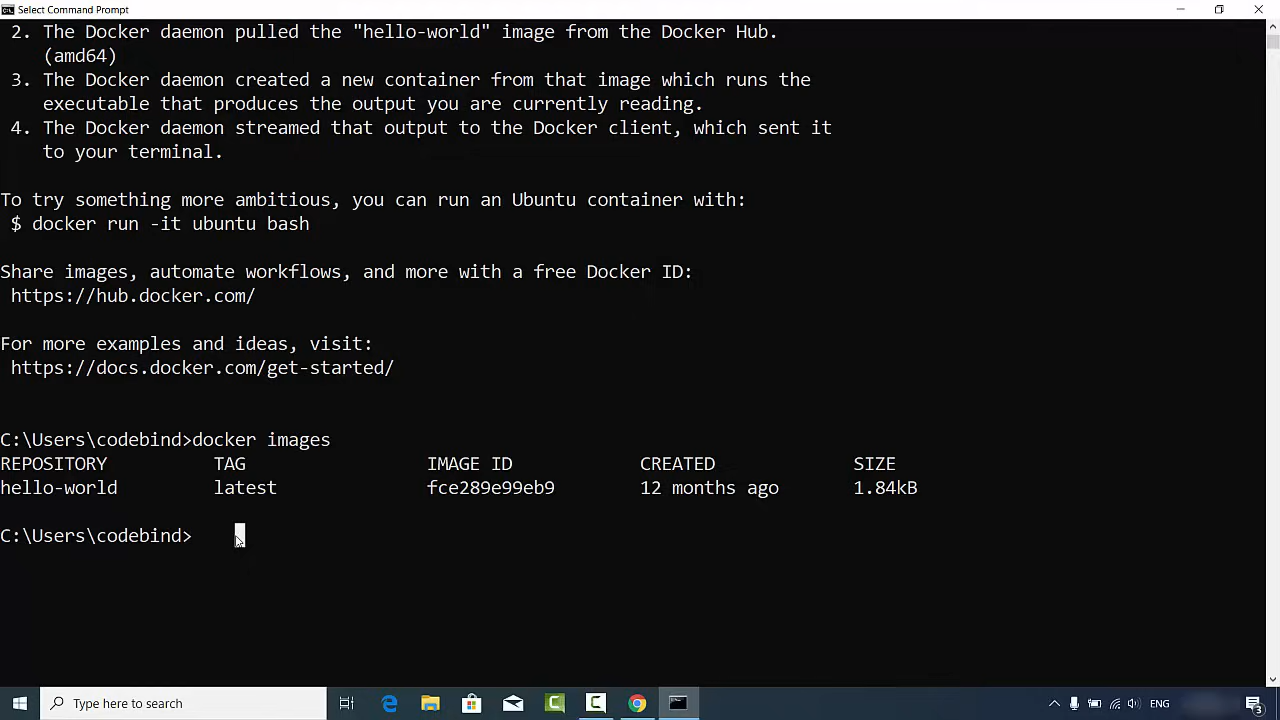 Select Command Prompt
2. The Docker daemon pulled the "hello-world" image from the Docker Hub.
(amd64)
3. The Docker daemon created a new container from that image which runs the
executable that produces the output you are currently reading.
4. The Docker daemon streamed that output to the Docker client, which sent it
to your terminal.
To try something more ambitious, you can run an Ubuntu container with:
$ docker run -it ubuntu bash
Share images, automate workflows, and more with a free Docker ID:
https://hub.docker.com/
For more examples and ideas, visit:
https://docs.docker.com/get-started/
C:\Users\codebind>docker images
REPOSITORY TAG IMAGE ID CREATED SIZE
hello-world latest fce289e99eb9 12 months ago 1.84kB
C:\Users\codebind>
Type here to search ENG 3